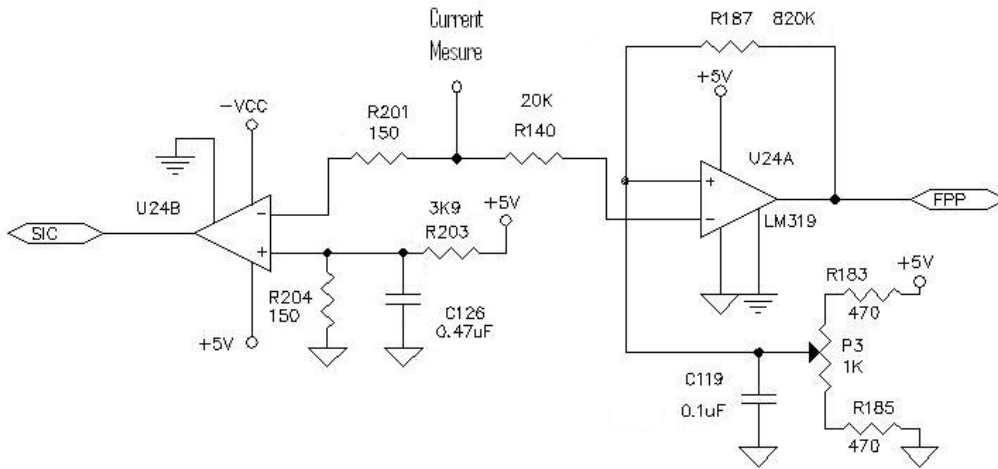 Current
Mesure
R187 820K
+5V
20K
R140
R201
150
-VCC
U24A
LM319
FPP
U24B
SIC
3K9
R203
+5V
R204
150
C126
0.47uF
+5V
R183
470
+5V
P3
1K
C119
0.1uF
R185
470
-
+
+
-